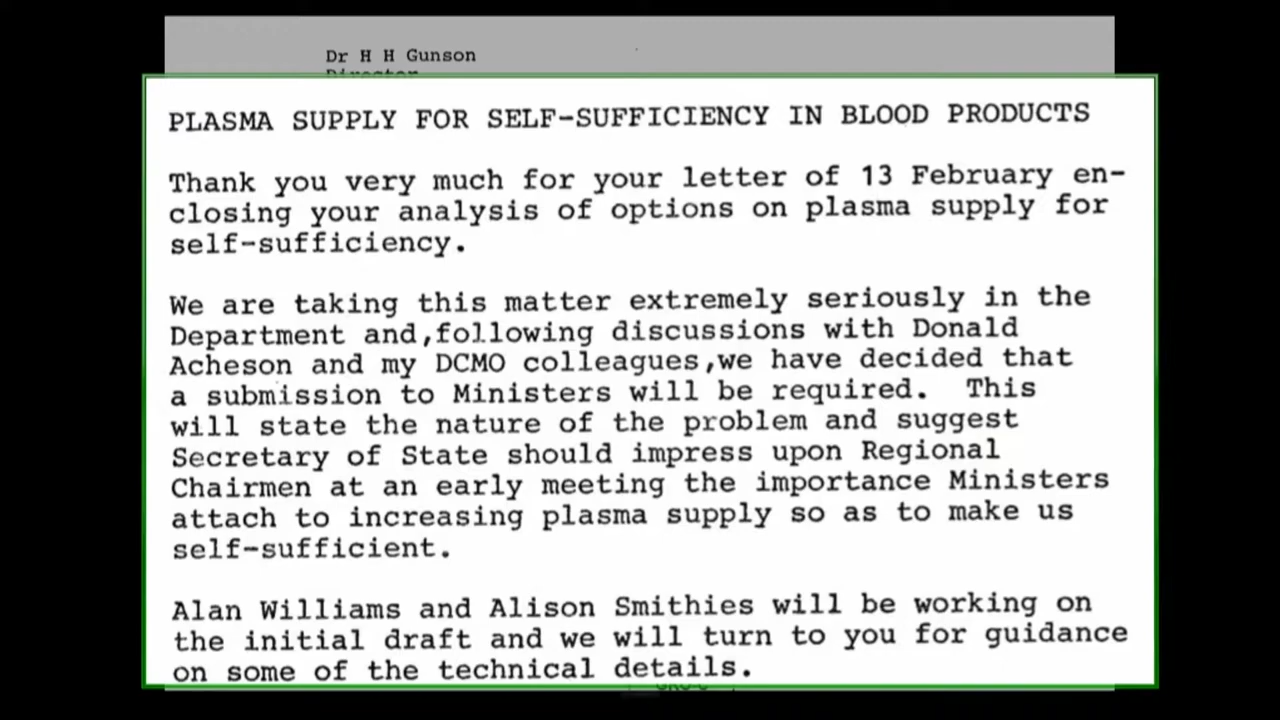 Dr H H Gunson
Director
PLASMA SUPPLY FOR SELF-SUFFICIENCY IN BLOOD PRODUCTS
Thank you very much for your letter of 13 February en-
closing your analysis of options on plasma supply for
self-sufficiency.
We are taking this matter extremely seriously in the
Department and,following discussions with Donald
Acheson and my DCMO colleagues,we have decided that
a submission to Ministers will be required. This
will state the nature of the problem and suggest
Secretary of State should impress upon Regional
Chairmen at an early meeting the importance Ministers
attach to increasing plasma supply so as to make us
self-sufficient.
Alan Williams and Alison Smithies will be working on
the initial draft and we will turn to you for guidance
on some of the technical details.